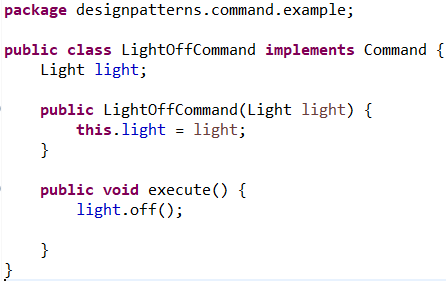 package designpatterns.command.example;
public class LightOffCommand implements Command {
Light light;
public LightOffCommand(Light light) {
this.light = light;
}
public void execute() {
light.off();
}
}